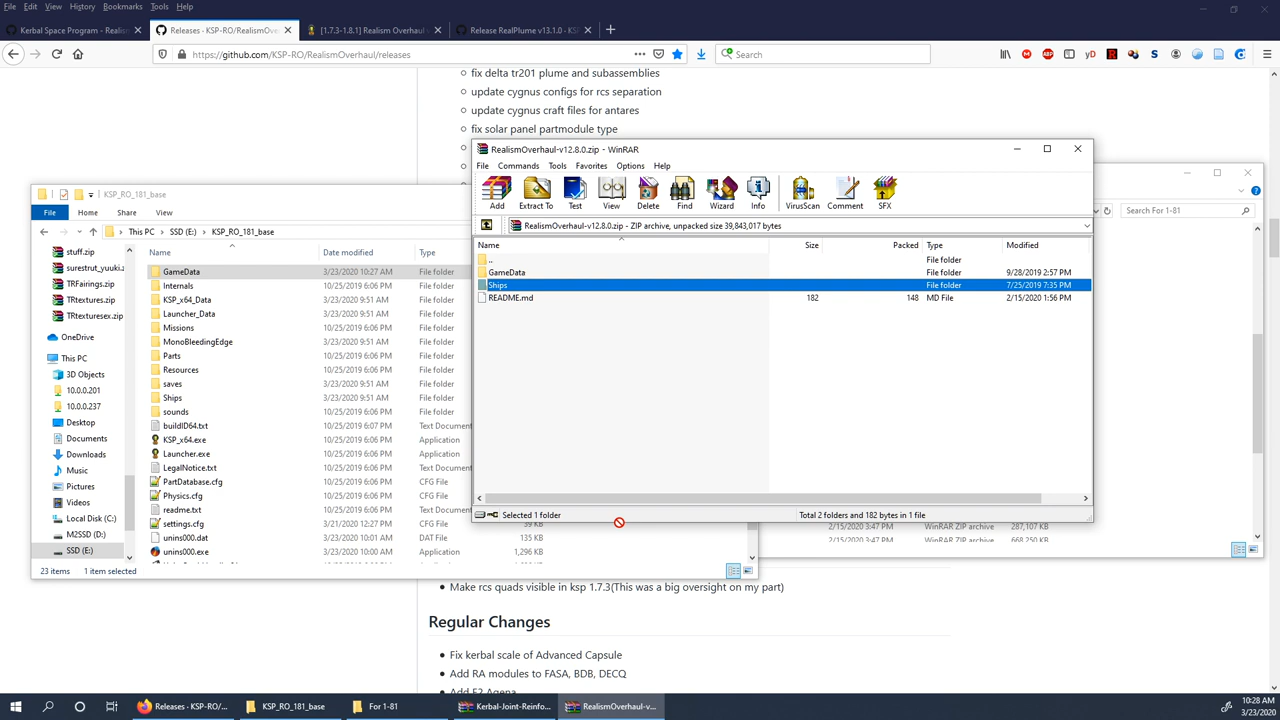 File Edit View History Bookmarks Tools Help
Kerbal Space Program - Realis
Releases · KSP-RO/RealismOver
[1.7.3-1.8.1] Realism Overhaul
Release RealPlume v13.1.0 · KSP
https://github.com/KSP-RO/RealismOverhaul/releases
Search
fix delta tr201 plume and subassemblies
update cygnus configs for rcs separation
update cygnus craft files for antares
fix solar panel partmodule type
RealismOverhaul-v12.8.0.zip - WinRAR
File Commands Tools Favorites Options Help
Add Extract To Test View Delete Find Wizard Info VirusScan Comment SFX
RealismOverhaul-v12.8.0.zip - ZIP archive, unpacked size 39,843,017 bytes
Name Size Packed Type Modified
.. File folder
GameData File folder 9/28/2019 2:57 PM
Ships File folder 7/25/2019 7:35 PM
README.md 182 148 MD File 2/15/2020 1:56 PM
Selected 1 folder
Total 2 folders and 182 bytes in 1 file
KSP_RO_181_base
File Home Share View
This PC SSD (E:) KSP_RO_181_base
stuff.zip
surestrut_yuuki.z
TRFairings.zip
TRtextures.zip
TRtexturesex.zip
OneDrive
This PC
3D Objects
10.0.0.201
10.0.0.237
Desktop
Documents
Downloads
Music
Pictures
Videos
Local Disk (C:)
M2SSD (D:)
SSD (E:)
Name Date modified Type
GameData 3/23/2020 10:27 AM File folder
Internals 10/25/2019 6:06 PM File folder
KSP_x64_Data 3/23/2020 9:51 AM File folder
Launcher_Data 3/23/2020 9:51 AM File folder
Missions 10/25/2019 6:06 PM File folder
MonoBleedingEdge 3/23/2020 9:51 AM File folder
Parts 10/25/2019 6:06 PM File folder
Resources 10/25/2019 6:06 PM File folder
saves 3/23/2020 9:51 AM File folder
Ships 3/23/2020 9:51 AM File folder
sounds 10/25/2019 6:06 PM File folder
buildID64.txt 10/25/2019 6:07 PM Text Document
KSP_x64.exe 10/25/2019 6:06 PM Application
Launcher.exe 10/25/2019 6:06 PM Application
LegalNotice.txt 10/25/2019 6:06 PM Text Document
PartDatabase.cfg 10/25/2019 6:06 PM CFG File
Physics.cfg 10/25/2019 6:06 PM CFG File
readme.txt 10/25/2019 6:06 PM Text Document
settings.cfg 3/21/2020 12:27 PM CFG File 39 KB
unins000.dat 10/25/2019 6:06 PM DAT File 135 KB
unins000.exe 3/23/2020 10:00 AM Application 1,296 KB
23 items 1 item selected
Search For 1-81
2/15/2020 3:47 PM WinRAR ZIP archive 287,107 KB
2/15/2020 3:47 PM WinRAR ZIP archive 668,250 KB
Make rcs quads visible in ksp 1.7.3(This was a big oversight on my part)
Regular Changes
Fix kerbal scale of Advanced Capsule
Add RA modules to FASA, BDB, DECQ
Add E2 Agena
Releases · KSP-RO/...
KSP_RO_181_base
For 1-81
Kerbal-Joint-Reinfo...
RealismOverhaul-v...
10:28 AM
3/23/2020